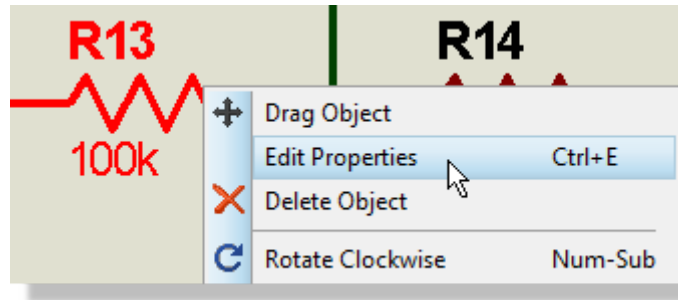 R13 R14
100k
Drag Object
Edit Properties Ctrl+E
Delete Object
Rotate Clockwise Num-Sub